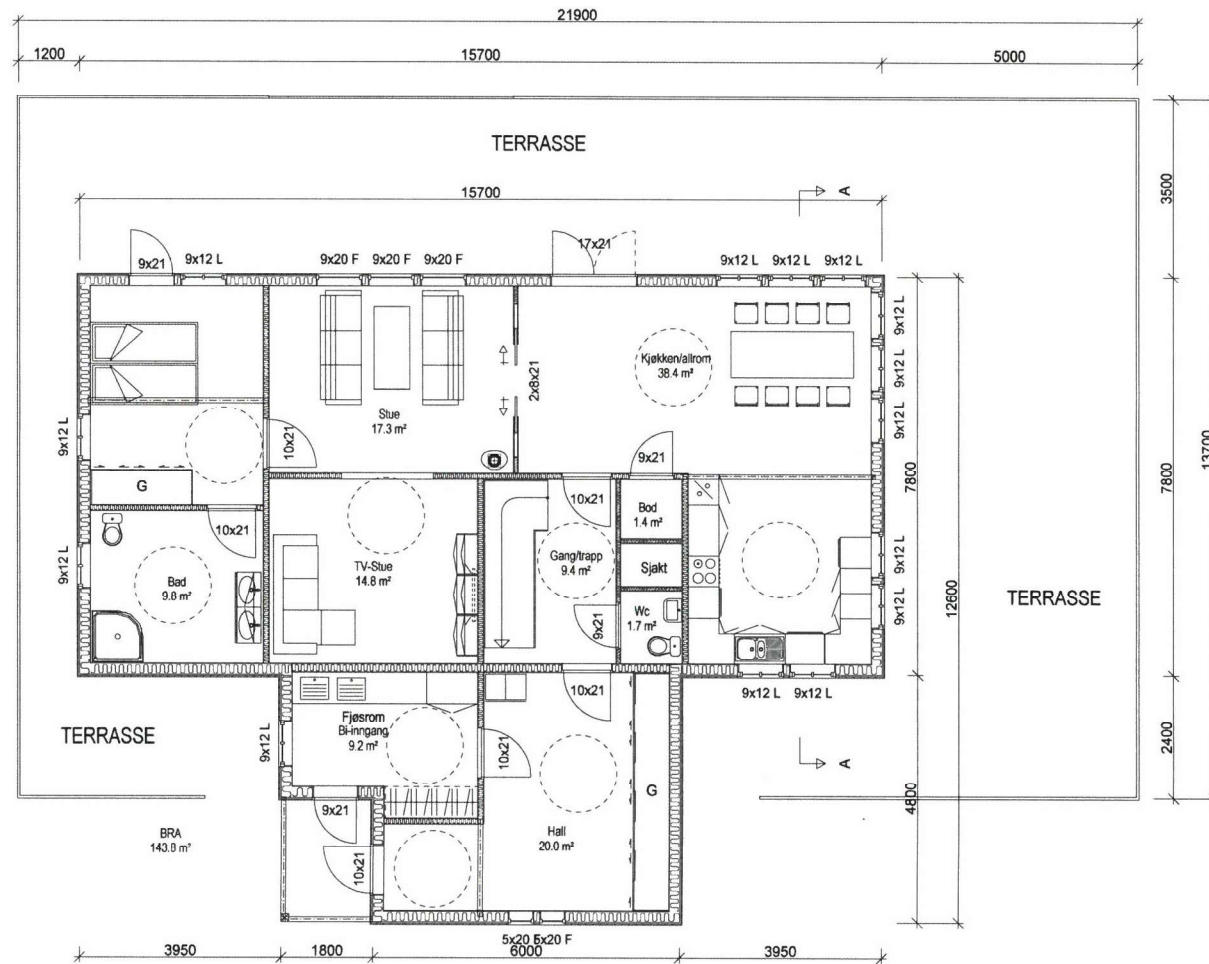 21900
1200
15700
5000
TERRASSE
3500
15700
A
17x21
9x21
9x12 L
9x20 F
9x20 F
9x20 F
9x12 L
9x12 L
9x12 L
9x12 L
9x12 L
9x12 L
Kjøkken/allrom
38.4 m²
2x8x21
Stue
17.3 m²
10x21
9x12 L
9x21
G
7800
7800
13700
Bod
1.4 m²
10x21
10x21
Gang/trapp
9.4 m²
Sjakt
TV-Stue
14.8 m²
Bad
9.8 m²
9x12 L
9x12 L
9x12 L
Wc
1.7 m²
9x21
12600
TERRASSE
10x21
9x12 L
9x12 L
Fjøsrom
Bi-inngang
9.2 m²
9x12 L
10x21
TERRASSE
2400
A
G
4800
9x21
BRA
143.8 m²
Hall
20.0 m²
10x21
5x20 F
5x20 F
3950
1800
6000
3950